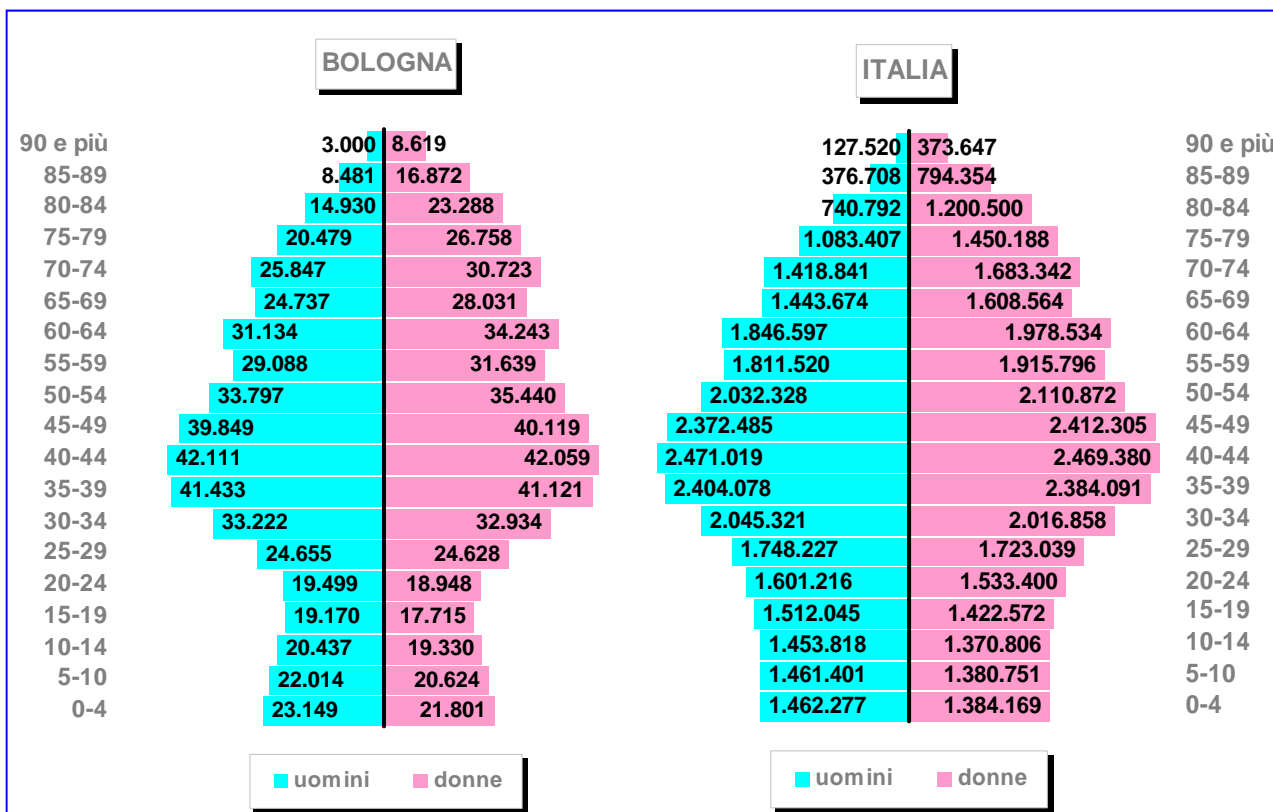 BOLOGNA ITALIA
90 e più 3.000 8.619 127.520 373.647 90 e più
85-89 8.481 16.872 376.708 794.354 85-89
80-84 14.930 23.288 740.792 1.200.500 80-84
75-79 20.479 26.758 1.083.407 1.450.188 75-79
70-74 25.847 30.723 1.418.841 1.683.342 70-74
65-69 24.737 28.031 1.443.674 1.608.564 65-69
60-64 31.134 34.243 1.846.597 1.978.534 60-64
55-59 29.088 31.639 1.811.520 1.915.796 55-59
50-54 33.797 35.440 2.032.328 2.110.872 50-54
45-49 39.849 40.119 2.372.485 2.412.305 45-49
40-44 42.111 42.059 2.471.019 2.469.380 40-44
35-39 41.433 41.121 2.404.078 2.384.091 35-39
30-34 33.222 32.934 2.045.321 2.016.858 30-34
25-29 24.655 24.628 1.748.227 1.723.039 25-29
20-24 19.499 18.948 1.601.216 1.533.400 20-24
15-19 19.170 17.715 1.512.045 1.422.572 15-19
10-14 20.437 19.330 1.453.818 1.370.806 10-14
5-10 22.014 20.624 1.461.401 1.380.751 5-10
0-4 23.149 21.801 1.462.277 1.384.169 0-4
uomini donne uomini donne